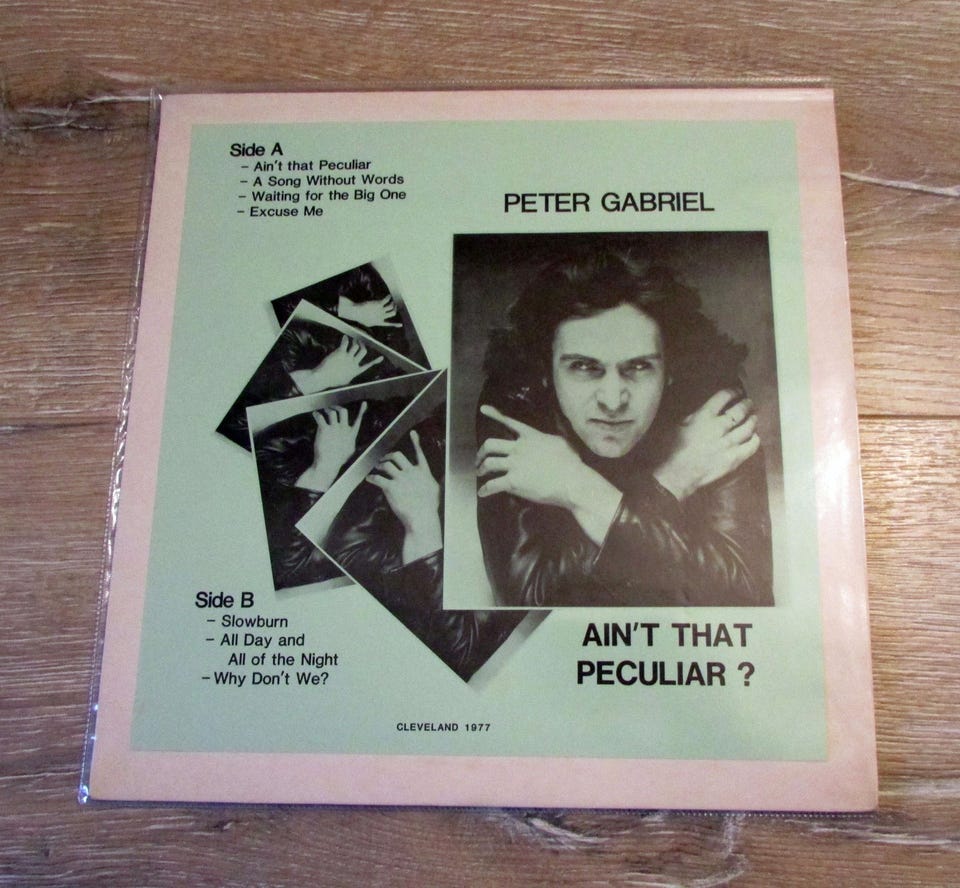 Side A
– Ain't that Peculiar
– A Song Without Words
– Waiting for the Big One
– Excuse Me
PETER GABRIEL
Side B
– Slowburn
– All Day and
All of the Night
– Why Don't We?
AIN'T THAT
PECULIAR ?
CLEVELAND 1977